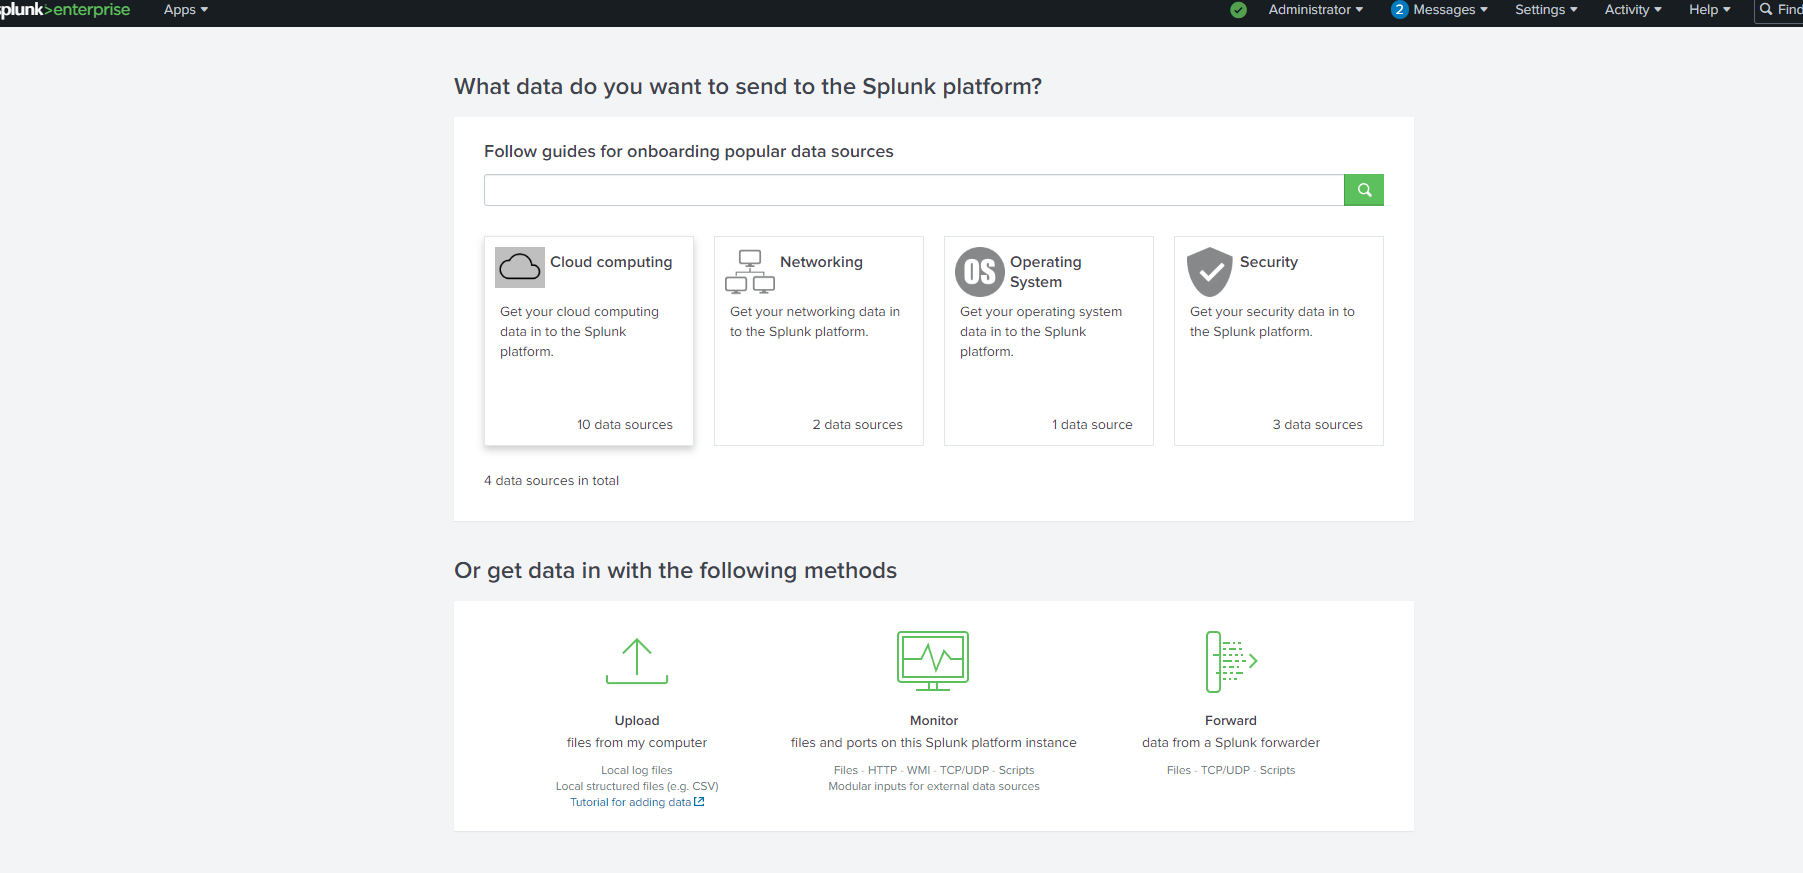 splunk>enterprise Apps Administrator 2 Messages Settings Activity Help Find
What data do you want to send to the Splunk platform?
Follow guides for onboarding popular data sources
Cloud computing
Get your cloud computing
data in to the Splunk
platform.
10 data sources
Networking
Get your networking data in
to the Splunk platform.
2 data sources
OS
Operating
System
Get your operating system
data in to the Splunk
platform.
1 data source
Security
Get your security data in to
the Splunk platform.
3 data sources
4 data sources in total
Or get data in with the following methods
Upload
files from my computer
Local log files
Local structured files (e.g. CSV)
Tutorial for adding data
Monitor
files and ports on this Splunk platform instance
Files - HTTP - WMI - TCP/UDP - Scripts
Modular inputs for external data sources
Forward
data from a Splunk forwarder
Files - TCP/UDP - Scripts